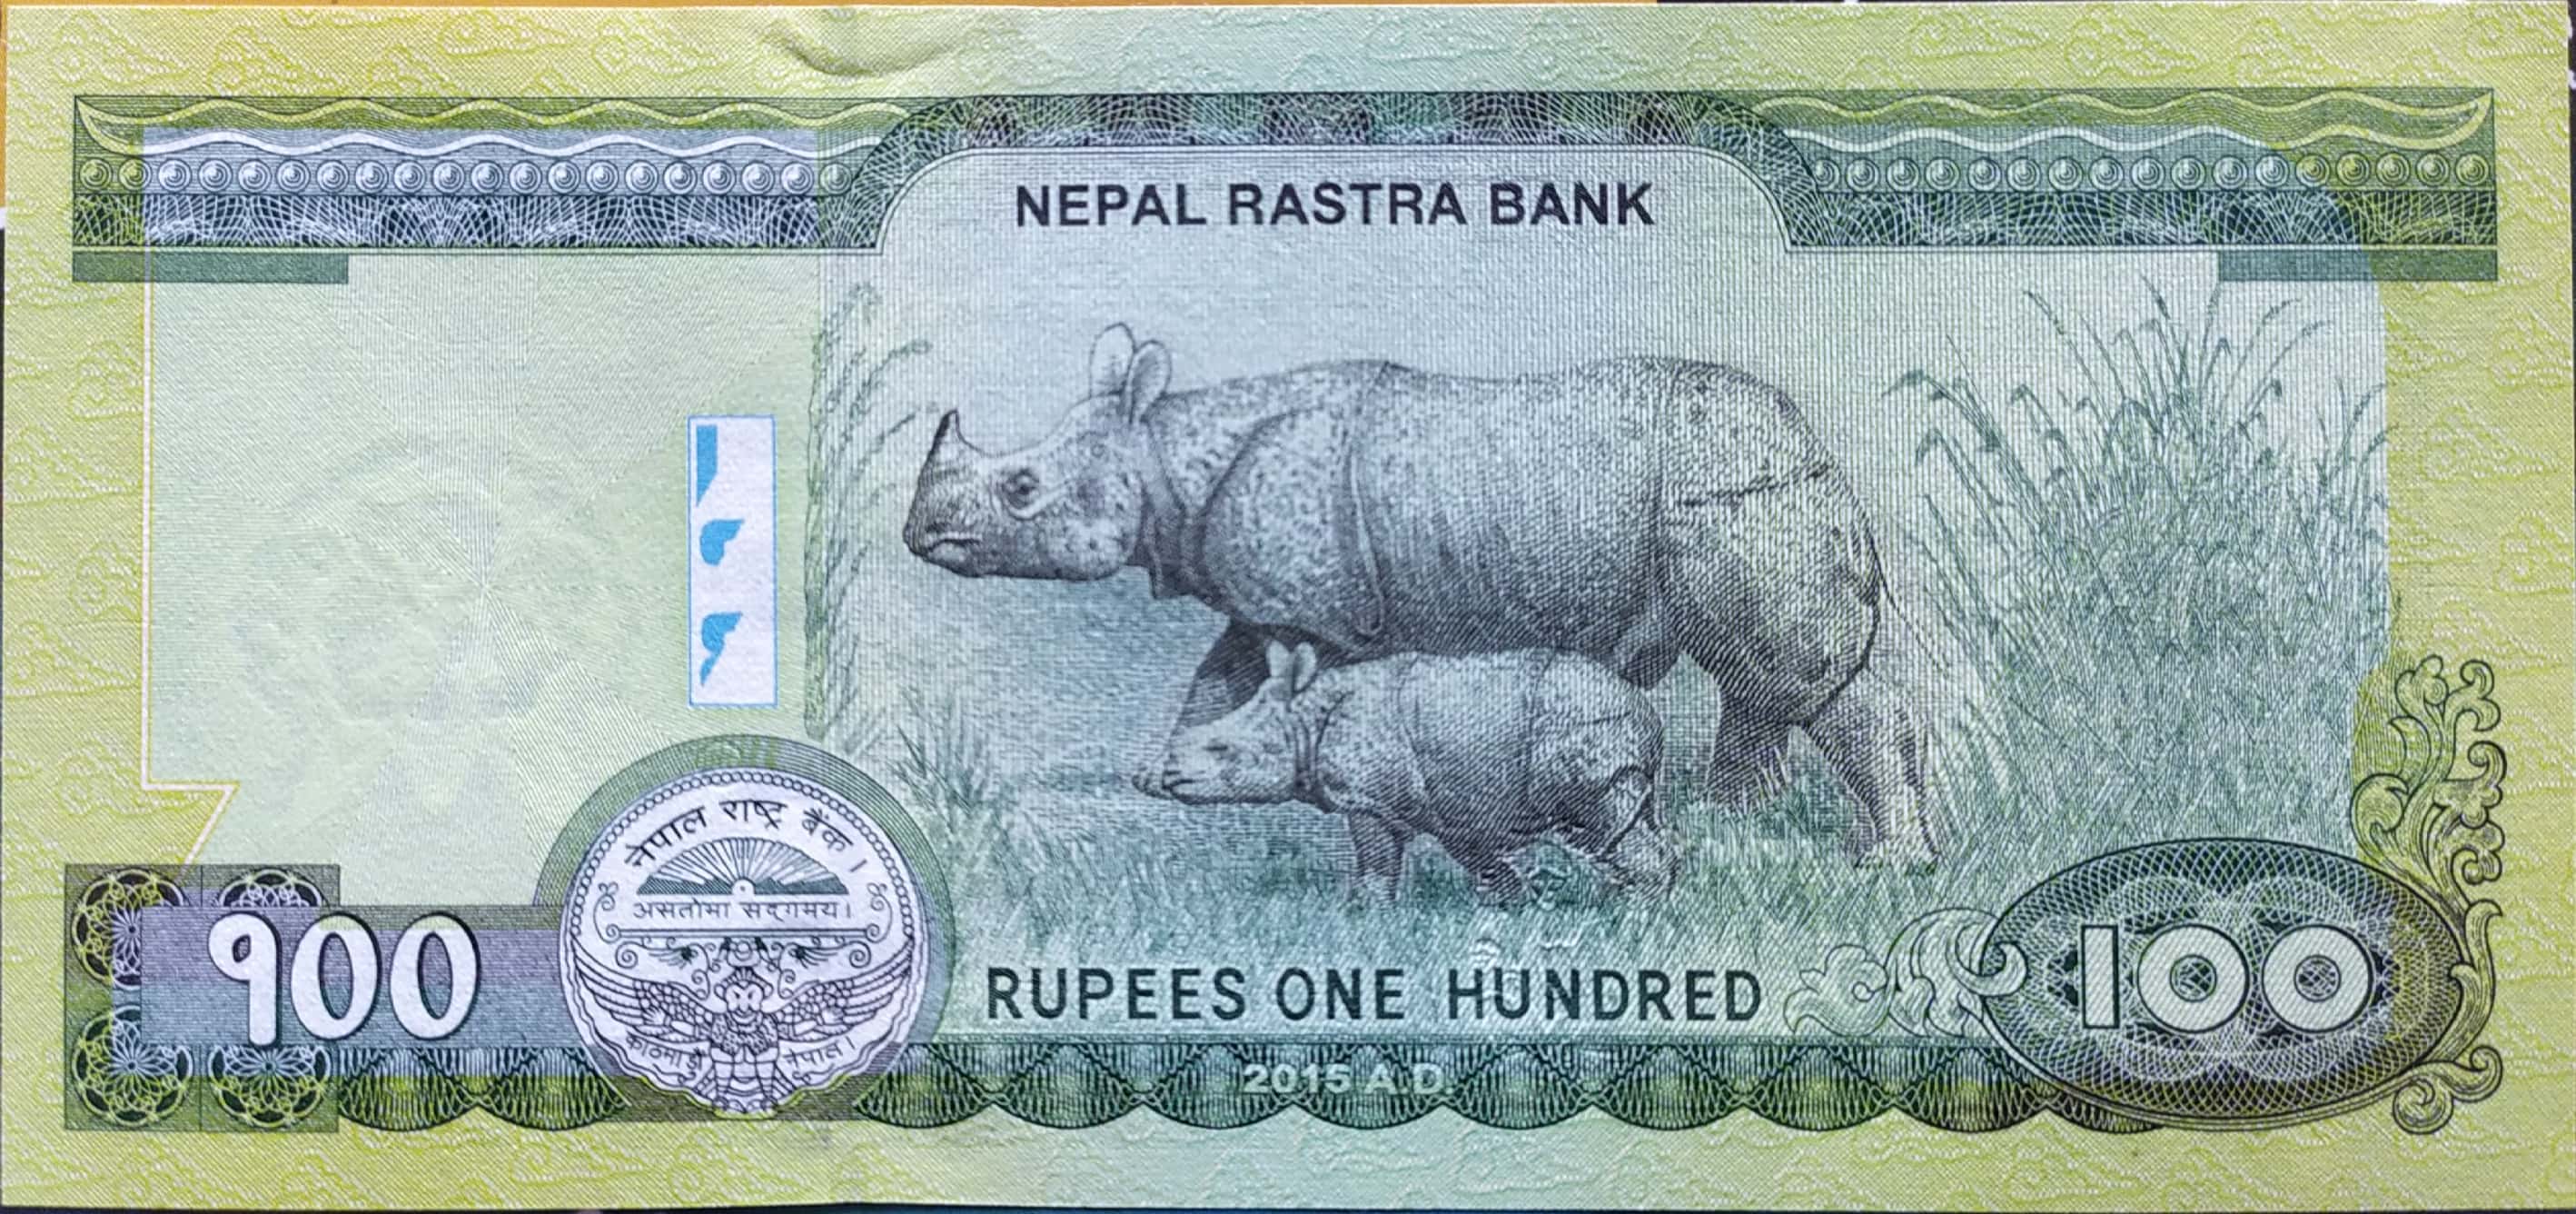 NEPAL RASTRA BANK
नेपाल राष्ट्र बैंक ।
असतोमा सद्गमय।
काठमाडौं नेपाल।
१००
RUPEES ONE HUNDRED
100
2015 A.D.